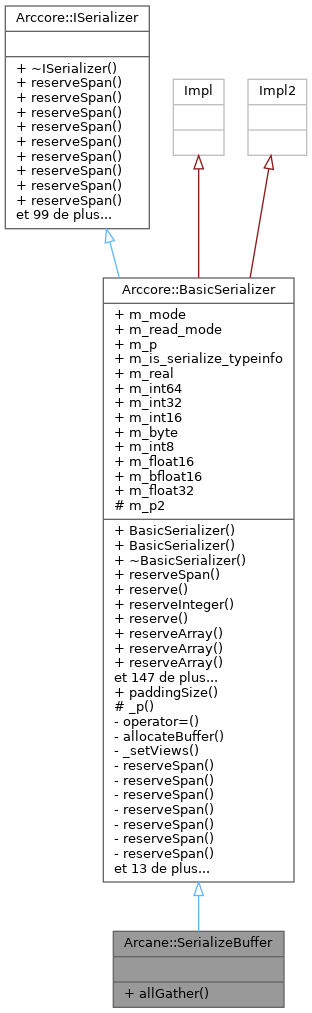 Arccore::ISerializer
+ ~ISerializer()
+ reserveSpan()
+ reserveSpan()
+ reserveSpan()
+ reserveSpan()
+ reserveSpan()
+ reserveSpan()
+ reserveSpan()
+ reserveSpan()
+ reserveSpan()
et 99 de plus...
Impl
Impl2
Arccore::BasicSerializer
+ m_mode
+ m_read_mode
+ m_p
+ m_is_serialize_typeinfo
+ m_real
+ m_int64
+ m_int32
+ m_int16
+ m_byte
+ m_int8
+ m_float16
+ m_bfloat16
+ m_float32
# m_p2
+ BasicSerializer()
+ BasicSerializer()
+ ~BasicSerializer()
+ reserveSpan()
+ reserve()
+ reserveInteger()
+ reserve()
+ reserveArray()
+ reserveArray()
+ reserveArray()
et 147 de plus...
+ paddingSize()
# _p()
- operator=()
- allocateBuffer()
- _setViews()
- reserveSpan()
- reserveSpan()
- reserveSpan()
- reserveSpan()
- reserveSpan()
- reserveSpan()
- reserveSpan()
et 13 de plus...
Arcane::SerializeBuffer
+ allGather()